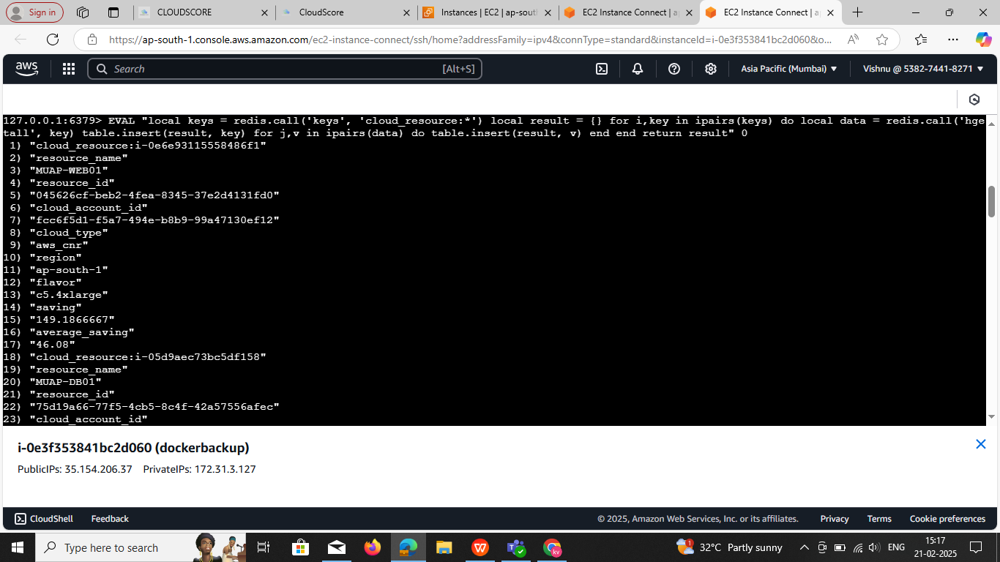 Sign in
CLOUDSCORE
CloudScore
Instances | EC2 | ap-sout
EC2 Instance Connect | a
EC2 Instance Connect | a
https://ap-south-1.console.aws.amazon.com/ec2-instance-connect/ssh/home?addressFamily=ipv4&connType=standard&instanceId=i-0e3f353841bc2d060&o...
aws
Search
[Alt+S]
Asia Pacific (Mumbai)
Vishnu @ 5382-7441-8271
127.0.0.1:6379> EVAL "local keys = redis.call('keys', 'cloud_resource:*') local result = {} for i,key in ipairs(keys) do local data = redis.call('hge
tall', key) table.insert(result, key) for j,v in ipairs(data) do table.insert(result, v) end end return result" 0
1) "cloud_resource:i-0e6e93115558486f1"
2) "resource_name"
3) "MUAP-WEB01"
4) "resource_id"
5) "045626cf-beb2-4fea-8345-37e2d4131fd0"
6) "cloud_account_id"
7) "fcc6f5d1-f5a7-494e-b8b9-99a47130ef12"
8) "cloud_type"
9) "aws_cnr"
10) "region"
11) "ap-south-1"
12) "flavor"
13) "c5.4xlarge"
14) "saving"
15) "149.1866667"
16) "average_saving"
17) "46.08"
18) "cloud_resource:i-05d9aec73bc5df158"
19) "resource_name"
20) "MUAP-DB01"
21) "resource_id"
22) "75d19a66-77f5-4cb5-8c4f-42a57556afec"
23) "cloud_account_id"
i-0e3f353841bc2d060 (dockerbackup)
PublicIPs: 35.154.206.37 PrivateIPs: 172.31.3.127
CloudShell
Feedback
© 2025, Amazon Web Services, Inc. or its affiliates.
Privacy
Terms
Cookie preferences
Type here to search
32°C Partly sunny
ENG
15:17
21-02-2025